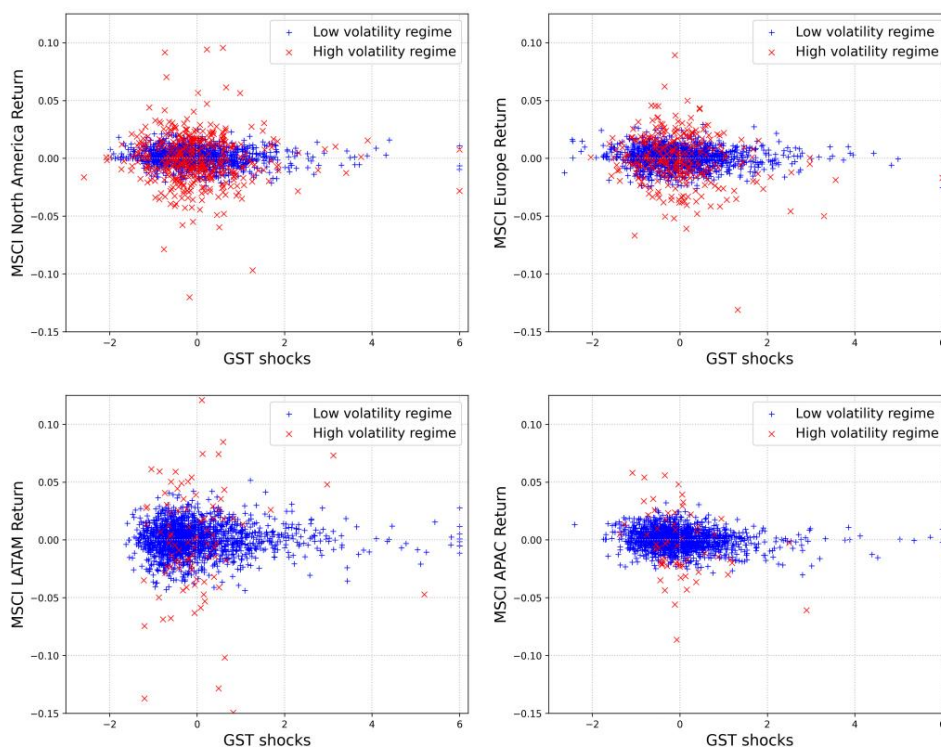 MSCI North America Return
0.10
0.05
0.00
−0.05
−0.10
−0.15
−2
0
2
4
6
GST shocks
Low volatility regime
High volatility regime
MSCI Europe Return
0.10
0.05
0.00
−0.05
−0.10
−0.15
−2
0
2
4
6
GST shocks
Low volatility regime
High volatility regime
MSCI LATAM Return
0.10
0.05
0.00
−0.05
−0.10
−0.15
−2
0
2
4
6
GST shocks
Low volatility regime
High volatility regime
MSCI APAC Return
0.10
0.05
0.00
−0.05
−0.10
−0.15
−2
0
2
4
6
GST shocks
Low volatility regime
High volatility regime